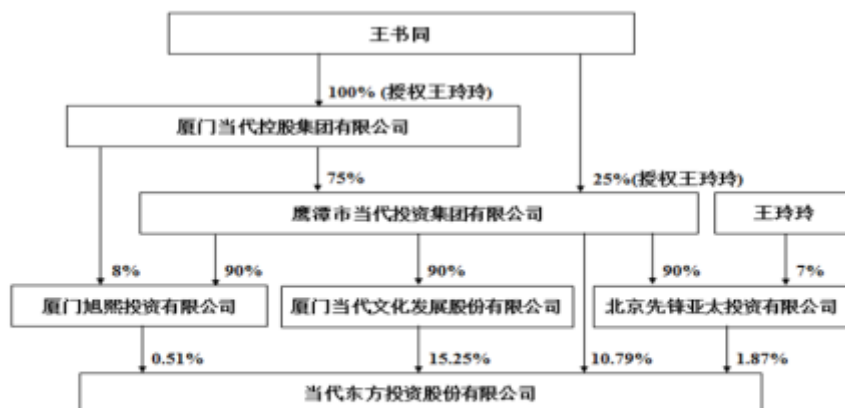 王书同
100% (授权王玲玲)
厦门当代控股集团有限公司
75%
25%(授权王玲玲)
鹰潭市当代投资集团有限公司
王玲玲
8%
90%
90%
90%
7%
厦门旭熙投资有限公司
厦门当代文化发展股份有限公司
北京先锋亚太投资有限公司
0.51%
15.25%
10.79%
1.87%
当代东方投资股份有限公司